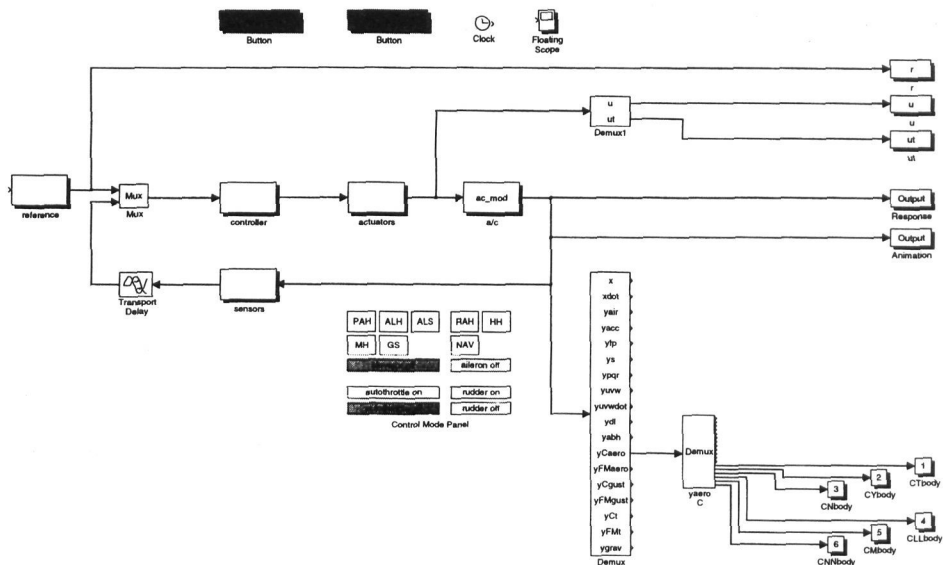 Button
Button
Clock
Floating
Scope
r
r
u
u
ut
Demux1
u
ut
ut
reference
Mux
Mux
controller
actuators
ac_mod
a/c
Output
Response
Output
Animation
Transport
Delay
sensors
PAH ALH ALS RAH HH
MH GS NAV
aileron off
autothrottle on rudder on
rudder off
Control Mode Panel
x
xdot
yair
yacc
yfp
ys
ypqr
yuvw
yuvwdot
ydl
yabh
yCaero
yFMaero
yCgust
yFMgust
yCt
yFMt
ygrav
Demux
Demux
yaero
C
1
CTbody
2
CYbody
3
CNbody
4
CLLbody
5
CMbody
6
CNNbody